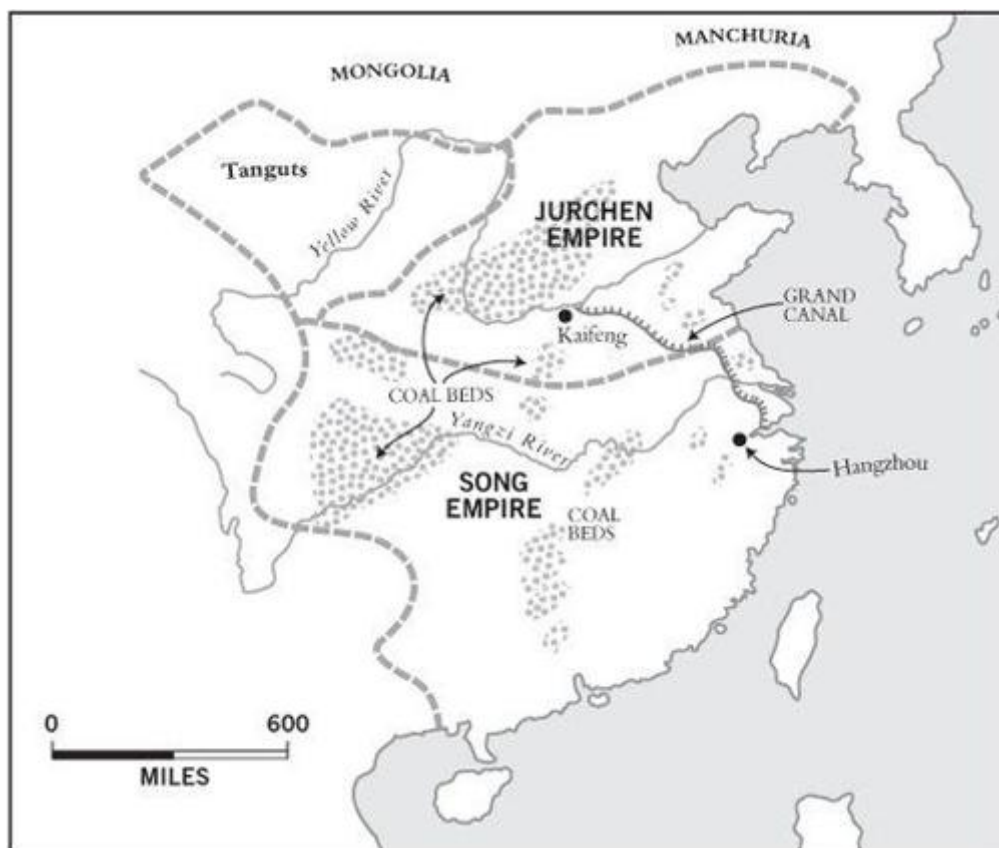 MANCHURIA
MONGOLIA
Tanguts
Yellow River
JURCHEN
EMPIRE
GRAND
CANAL
Kaifeng
COAL BEDS
Yangzi River
Hangzhou
SONG
EMPIRE
COAL
BEDS
0 600
MILES